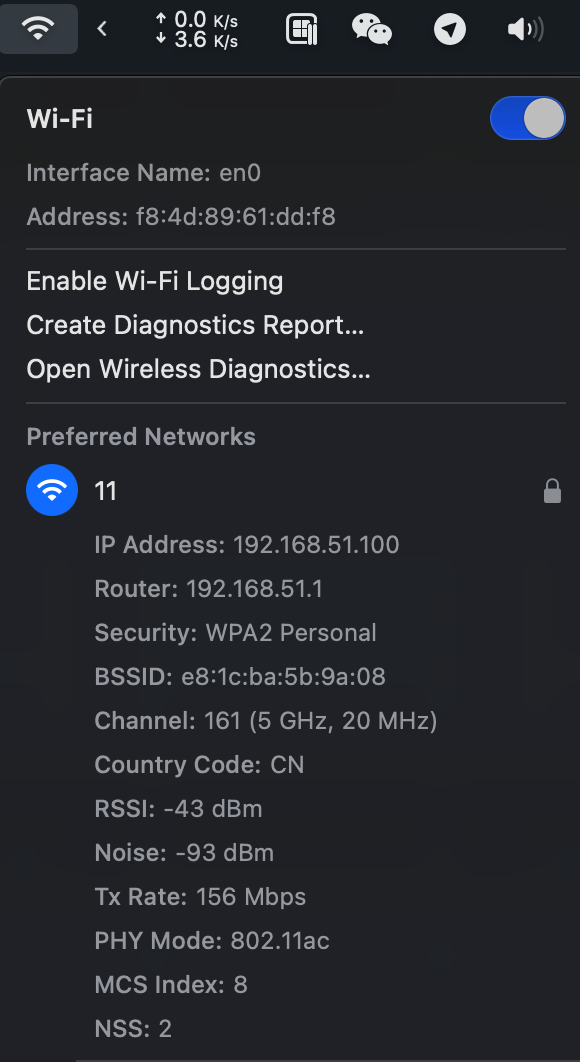 ↑ 0.0 K/s
↓ 3.6 K/s
Wi-Fi
Interface Name: en0
Address: f8:4d:89:61:dd:f8
Enable Wi-Fi Logging
Create Diagnostics Report...
Open Wireless Diagnostics...
Preferred Networks
11
IP Address: 192.168.51.100
Router: 192.168.51.1
Security: WPA2 Personal
BSSID: e8:1c:ba:5b:9a:08
Channel: 161 (5 GHz, 20 MHz)
Country Code: CN
RSSI: -43 dBm
Noise: -93 dBm
Tx Rate: 156 Mbps
PHY Mode: 802.11ac
MCS Index: 8
NSS: 2